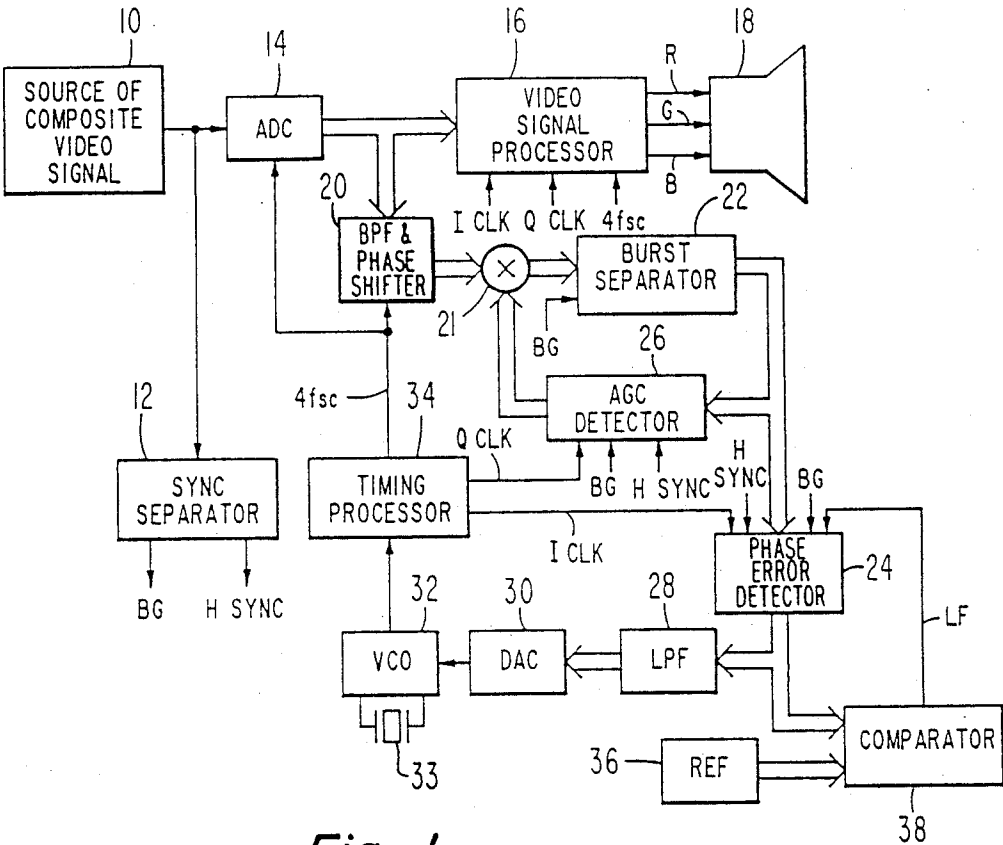 10
SOURCE OF
COMPOSITE
VIDEO
SIGNAL
14
ADC
16
VIDEO
SIGNAL
PROCESSOR
R
G
B
18
I CLK
Q CLK
4fsc
20
BPF &
PHASE
SHIFTER
21
22
BURST
SEPARATOR
BG
26
AGC
DETECTOR
BG
H SYNC
4fsc
34
TIMING
PROCESSOR
Q CLK
I CLK
12
SYNC
SEPARATOR
BG
H SYNC
H
SYNC
BG
PHASE
ERROR
DETECTOR
24
LF
32
VCO
33
30
DAC
28
LPF
36
REF
COMPARATOR
38